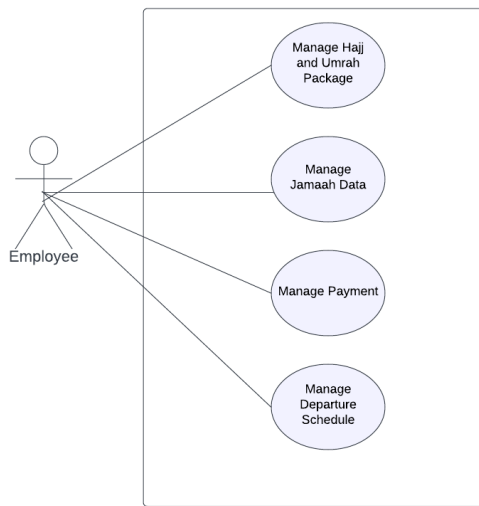 Manage Hajj
and Umrah
Package
Manage
Jamaah Data
Employee
Manage Payment
Manage
Departure
Schedule